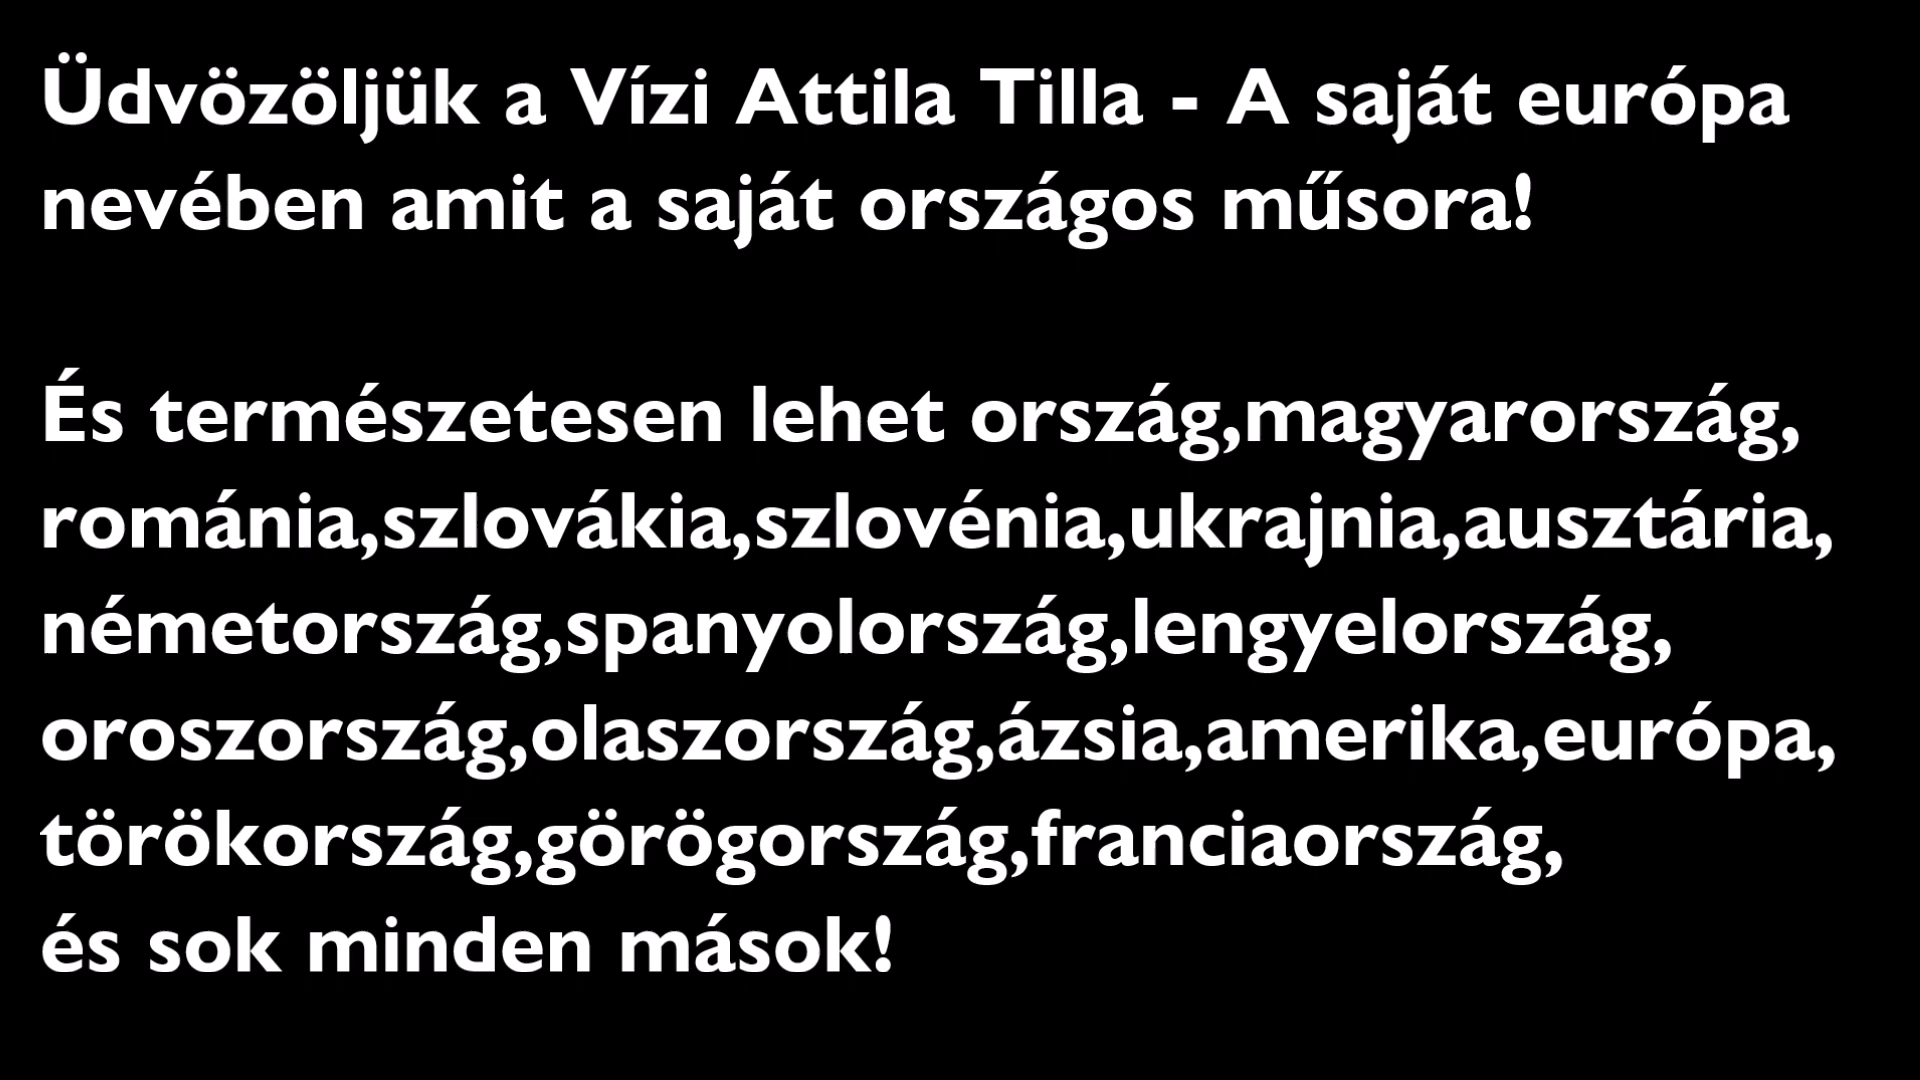 Üdvözöljük a Vízi Attila Tilla - A saját európa
nevében amit a saját országos műsora!
És természetesen lehet ország,magyarország,
románia,szlovákia,szlovénia,ukrajnia,ausztária,
németország,spanyolország,lengyelország,
oroszország,olaszország,ázsia,amerika,európa,
törökország,görögország,franciaország,
és sok minden mások!